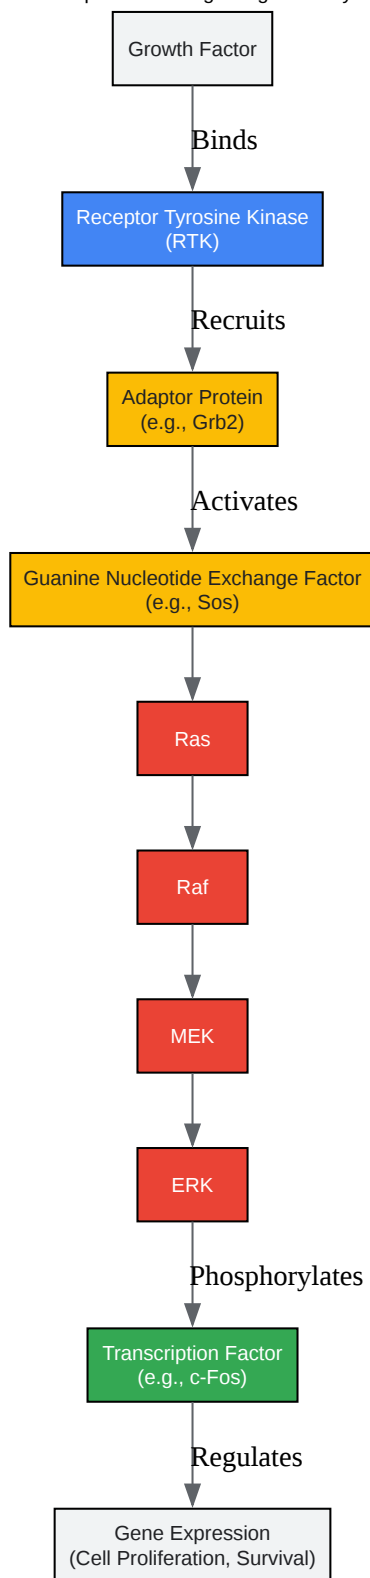 Growth Factor
Binds
Receptor Tyrosine Kinase
(RTK)
Recruits
Adaptor Protein
(e.g., Grb2)
Activates
Guanine Nucleotide Exchange Factor
(e.g., Sos)
Ras
Raf
MEK
ERK
Phosphorylates
Transcription Factor
(e.g., c-Fos)
Regulates
Gene Expression
(Cell Proliferation, Survival)